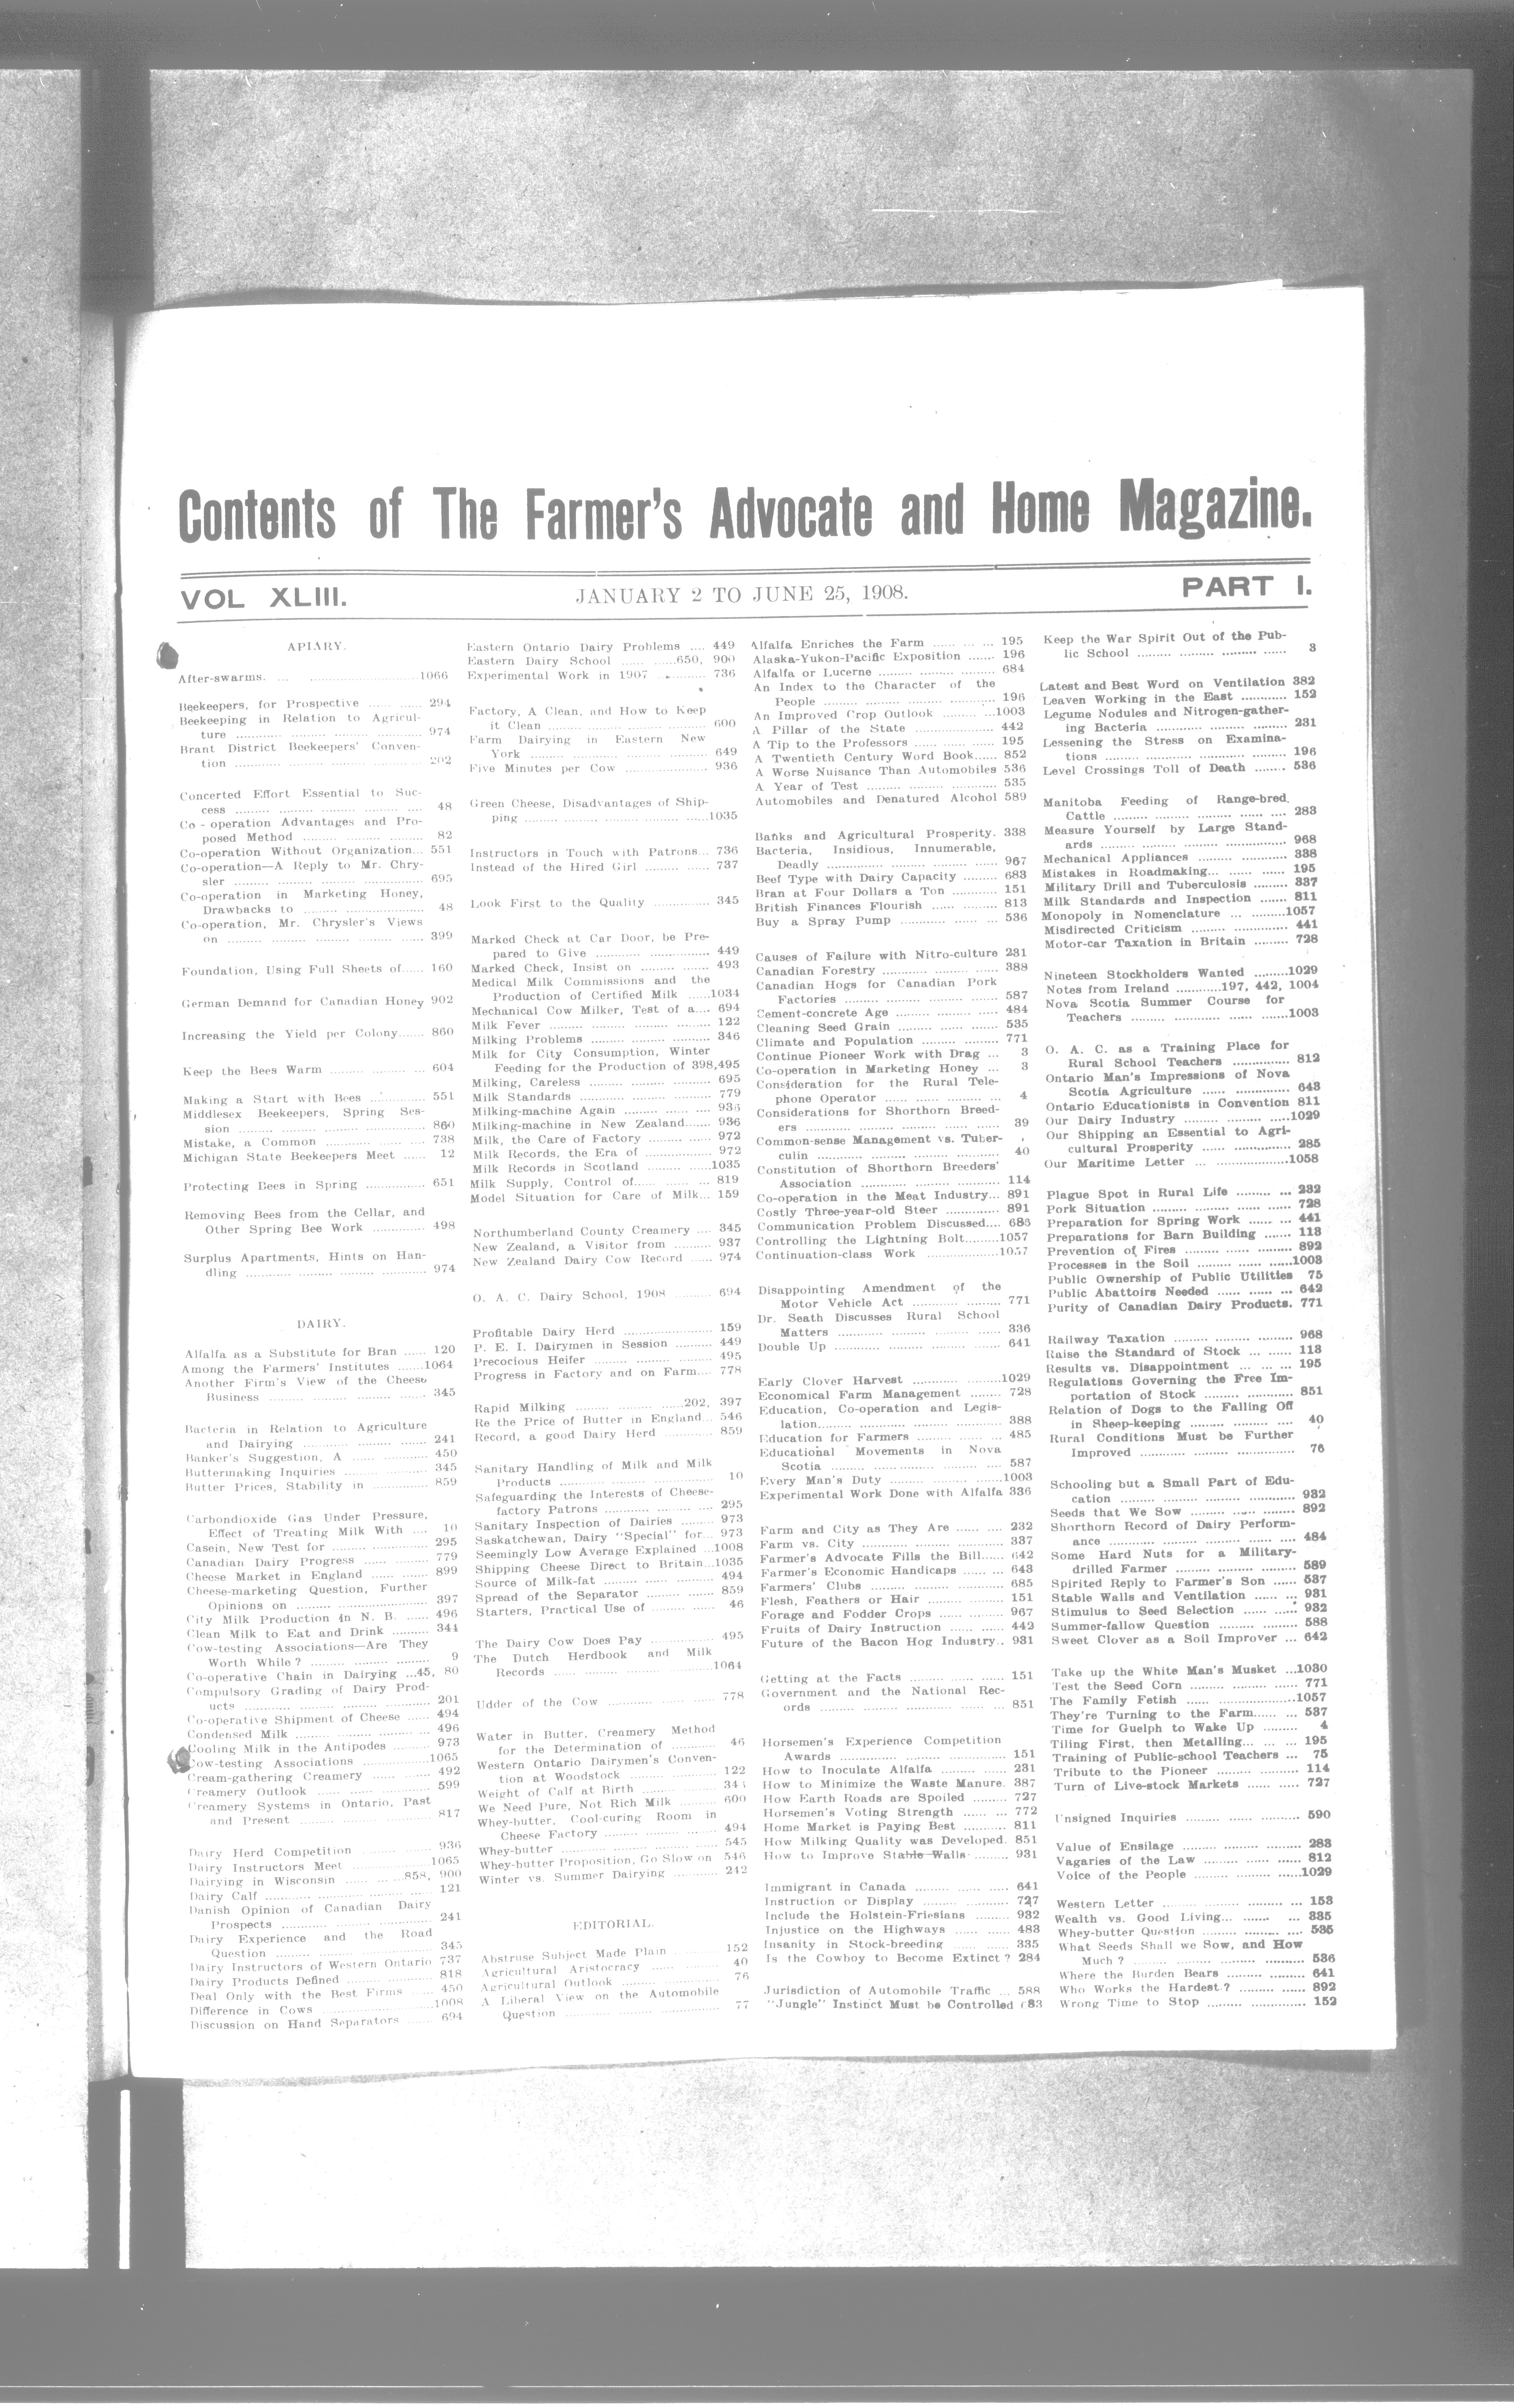 Contents of The Farmer's Advocate and Home Magazine.
VOL XLIII.
JANUARY 2 TO JUNE 25, 1908.
PART I.
APIARY.
After-swarms. ... ... 1066
Beekeepers, for Prospective ... 294
Beekeeping in Relation to Agricul-
ture ... 974
Brant District Beekeepers' Conven-
tion ... 202
Concerted Effort Essential to Suc-
cess ... 48
Co-operation Advantages and Pro-
posed Method ... 82
Co-operation Without Organization... 551
Co-operation—A Reply to Mr. Chry-
sler ... 695
Co-operation in Marketing Honey,
Drawbacks to ... 48
Co-operation, Mr. Chrysler's Views
on ... 399
Foundation, Using Full Sheets of ... 160
German Demand for Canadian Honey 902
Increasing the Yield per Colony ... 860
Keep the Bees Warm ... 604
Making a Start with Bees ... 551
Middlesex Beekeepers, Spring Ses-
sion ... 860
Mistake, a Common ... 738
Michigan State Beekeepers Meet ... 12
Protecting Bees in Spring ... 651
Removing Bees from the Cellar, and
Other Spring Bee Work ... 498
Surplus Apartments, Hints on Han-
dling ... 974
DAIRY.
Alfalfa as a Substitute for Bran ... 120
Among the Farmers' Institutes ... 1064
Another Firm's View of the Cheese
Business ... 345
Bacteria in Relation to Agriculture
and Dairying ... 241
Banker's Suggestion, A ... 450
Buttermaking Inquiries ... 345
Butter Prices, Stability in ... 859
Carbondioxide Gas Under Pressure,
Effect of Treating Milk With ... 10
Casein, New Test for ... 295
Canadian Dairy Progress ... 779
Cheese Market in England ... 899
Cheese-marketing Question, Further
Opinions on ... 397
City Milk Production in N. B. ... 496
Clean Milk to Eat and Drink ... 344
Cow-testing Associations—Are They
Worth While? ... 9
Co-operative Chain in Dairying ...45, 80
Compulsory Grading of Dairy Prod-
ucts ... 201
Co-operative Shipment of Cheese ... 494
Condensed Milk ... 496
Cooling Milk in the Antipodes ... 973
Cow-testing Associations ... 1065
Cream-gathering Creamery ... 492
Creamery Outlook ... 599
Creamery Systems in Ontario, Past
and Present ... 817
Dairy Herd Competition ... 936
Dairy Instructors Meet ... 1065
Dairying in Wisconsin ... 858, 900
Dairy Calf ... 121
Danish Opinion of Canadian Dairy
Prospects ... 241
Dairy Experience and the Road
Question ... 345
Dairy Instructors of Western Ontario 737
Dairy Products Defined ... 818
Deal Only with the Best Firms ... 450
Difference in Cows ... 1008
Discussion on Hand Separators ... 694
Eastern Ontario Dairy Problems ... 449
Eastern Dairy School ... 650, 900
Experimental Work in 1907 ... 736
Factory, A Clean, and How to Keep
it Clean ... 600
Farm Dairying in Eastern New
York ... 649
Five Minutes per Cow ... 936
Green Cheese, Disadvantages of Ship-
ping ... 1035
Instructors in Touch with Patrons... 736
Instead of the Hired Girl ... 737
Look First to the Quality ... 345
Marked Check at Car Door, be Pre-
pared to Give ... 449
Marked Check, Insist on ... 493
Medical Milk Commissions and the
Production of Certified Milk ... 1034
Mechanical Cow Milker, Test of a ... 694
Milk Fever ... 122
Milking Problems ... 346
Milk for City Consumption, Winter
Feeding for the Production of 398,495
Milking, Careless ... 695
Milk Standards ... 779
Milking-machine Again ... 936
Milking-machine in New Zealand ... 936
Milk, the Care of Factory ... 972
Milk Records, the Era of ... 972
Milk Records in Scotland ... 1035
Milk Supply, Control of ... 819
Model Situation for Care of Milk... 159
Northumberland County Creamery ... 345
New Zealand, a Visitor from ... 937
New Zealand Dairy Cow Record ... 974
O. A. C. Dairy School, 1908 ... 694
Profitable Dairy Herd ... 159
P. E. I. Dairymen in Session ... 449
Precocious Heifer ... 495
Progress in Factory and on Farm ... 778
Rapid Milking ... 202, 397
Re the Price of Butter in England... 546
Record, a good Dairy Herd ... 859
Sanitary Handling of Milk and Milk
Products ... 10
Safeguarding the Interests of Cheese-
factory Patrons ... 295
Sanitary Inspection of Dairies ... 973
Saskatchewan, Dairy "Special" for... 973
Seemingly Low Average Explained ...1008
Shipping Cheese Direct to Britain...1035
Source of Milk-fat ... 494
Spread of the Separator ... 859
Starters, Practical Use of ... 46
The Dairy Cow Does Pay ... 495
The Dutch Herdbook and Milk
Records ... 1064
Udder of the Cow ... 778
Water in Butter, Creamery Method
for the Determination of ... 46
Western Ontario Dairymen's Conven-
tion at Woodstock ... 122
Weight of Calf at Birth ...
We Need Pure, Not Rich Milk ... 600
Whey-butter, Cool-curing Room in
Cheese Factory ... 494
Whey-butter ... 545
Whey-butter Proposition, Go Slow on 546
Winter vs. Summer Dairying ... 242
EDITORIAL.
Abstruse Subject Made Plain ... 152
Agricultural Aristocracy ... 40
Agricultural Outlook ... 76
A Liberal View on the Automobile
Question ... 77
Alfalfa Enriches the Farm ... 195
Alaska-Yukon-Pacific Exposition ... 196
Alfalfa or Lucerne ... 684
An Index to the Character of the
People ... 196
An Improved Crop Outlook ... 1003
A Pillar of the State ... 442
A Tip to the Professors ... 195
A Twentieth Century Word Book ... 852
A Worse Nuisance Than Automobiles 536
A Year of Test ... 535
Automobiles and Denatured Alcohol 589
Banks and Agricultural Prosperity. 338
Bacteria, Insidious, Innumerable,
Deadly ... 967
Beef Type with Dairy Capacity ... 683
Bran at Four Dollars a Ton ... 151
British Finances Flourish ... 813
Buy a Spray Pump ... 536
Causes of Failure with Nitro-culture 231
Canadian Forestry ... 388
Canadian Hogs for Canadian Pork
Factories ... 587
Cement-concrete Age ... 484
Cleaning Seed Grain ... 535
Climate and Population ... 771
Continue Pioneer Work with Drag ... 3
Co-operation in Marketing Honey ... 3
Consideration for the Rural Tele-
phone Operator ... 4
Considerations for Shorthorn Breed-
ers ... 39
Common-sense Management vs. Tuber-
culin ... 40
Constitution of Shorthorn Breeders'
Association ... 114
Co-operation in the Meat Industry... 891
Costly Three-year-old Steer ... 891
Communication Problem Discussed ... 686
Controlling the Lightning Bolt ... 1057
Continuation-class Work ... 1057
Disappointing Amendment of the
Motor Vehicle Act ... 771
Dr. Seath Discusses Rural School
Matters ... 336
Double Up ... 641
Early Clover Harvest ... 1029
Economical Farm Management ... 728
Education, Co-operation and Legis-
lation ... 388
Education for Farmers ... 485
Educational Movements in Nova
Scotia ... 587
Every Man's Duty ... 1003
Experimental Work Done with Alfalfa 336
Farm and City as They Are ... 232
Farm vs. City ... 337
Farmer's Advocate Fills the Bill ... 642
Farmer's Economic Handicaps ... 643
Farmers' Clubs ... 685
Flesh, Feathers or Hair ... 151
Forage and Fodder Crops ... 967
Fruits of Dairy Instruction ... 442
Future of the Bacon Hog Industry.. 931
Getting at the Facts ... 151
Government and the National Rec-
ords ... 851
Horsemen's Experience Competition
Awards ... 151
How to Inoculate Alfalfa ... 231
How to Minimize the Waste Manure. 387
How Earth Roads are Spoiled ... 727
Horsemen's Voting Strength ... 772
Home Market is Paying Best ... 811
How Milking Quality was Developed. 851
How to Improve Stable Walls ... 931
Immigrant in Canada ... 641
Instruction or Display ... 727
Include the Holstein-Friesians ... 932
Injustice on the Highways ... 483
Insanity in Stock-breeding ... 335
Is the Cowboy to Become Extinct? 284
Jurisdiction of Automobile Traffic ... 588
"Jungle" Instinct Must be Controlled 683
Keep the War Spirit Out of the Pub-
lic School ... 3
Latest and Best Word on Ventilation 382
Leaven Working in the East ... 152
Legume Nodules and Nitrogen-gather-
ing Bacteria ... 231
Lessening the Stress on Examina-
tions ... 196
Level Crossings Toll of Death ... 536
Manitoba Feeding of Range-bred
Cattle ... 283
Measure Yourself by Large Stand-
ards ... 968
Mechanical Appliances ... 338
Mistakes in Roadmaking ... 195
Military Drill and Tuberculosis ... 337
Milk Standards and Inspection ... 811
Monopoly in Nomenclature ... 1057
Misdirected Criticism ... 441
Motor-car Taxation in Britain ... 728
Nineteen Stockholders Wanted ... 1029
Notes from Ireland ... 197, 442, 1004
Nova Scotia Summer Course for
Teachers ... 1003
O. A. C. as a Training Place for
Rural School Teachers ... 812
Ontario Man's Impressions of Nova
Scotia Agriculture ... 643
Ontario Educationists in Convention 811
Our Dairy Industry ... 1029
Our Shipping an Essential to Agri-
cultural Prosperity ... 285
Our Maritime Letter ... 1058
Plague Spot in Rural Life ... 232
Pork Situation ... 728
Preparation for Spring Work ... 441
Preparations for Barn Building ... 113
Prevention of Fires ... 892
Processes in the Soil ... 1003
Public Ownership of Public Utilities 75
Public Abattoirs Needed ... 642
Purity of Canadian Dairy Products. 771
Railway Taxation ... 968
Raise the Standard of Stock ... 113
Results vs. Disappointment ... 195
Regulations Governing the Free Im-
portation of Stock ... 851
Relation of Dogs to the Falling Off
in Sheep-keeping ... 40
Rural Conditions Must be Further
Improved ... 76
Schooling but a Small Part of Edu-
cation ... 932
Seeds that We Sow ... 892
Shorthorn Record of Dairy Perform-
ance ... 484
Some Hard Nuts for a Military-
drilled Farmer ... 589
Spirited Reply to Farmer's Son ... 537
Stable Walls and Ventilation ... 931
Stimulus to Seed Selection ... 932
Summer-fallow Question ... 588
Sweet Clover as a Soil Improver ... 642
Take up the White Man's Musket ...1030
Test the Seed Corn ... 771
The Family Fetish ... 1057
They're Turning to the Farm ... 537
Time for Guelph to Wake Up ... 4
Tiling First, then Metalling ... 195
Training of Public-school Teachers ... 75
Tribute to the Pioneer ... 114
Turn of Live-stock Markets ... 727
Unsigned Inquiries ... 590
Value of Ensilage ... 283
Vagaries of the Law ... 812
Voice of the People ... 1029
Western Letter ... 153
Wealth vs. Good Living ... 335
Whey-butter Question ... 535
What Seeds Shall we Sow, and How
Much? ... 536
Where the Burden Bears ... 641
Who Works the Hardest? ... 892
Wrong Time to Stop ... 152